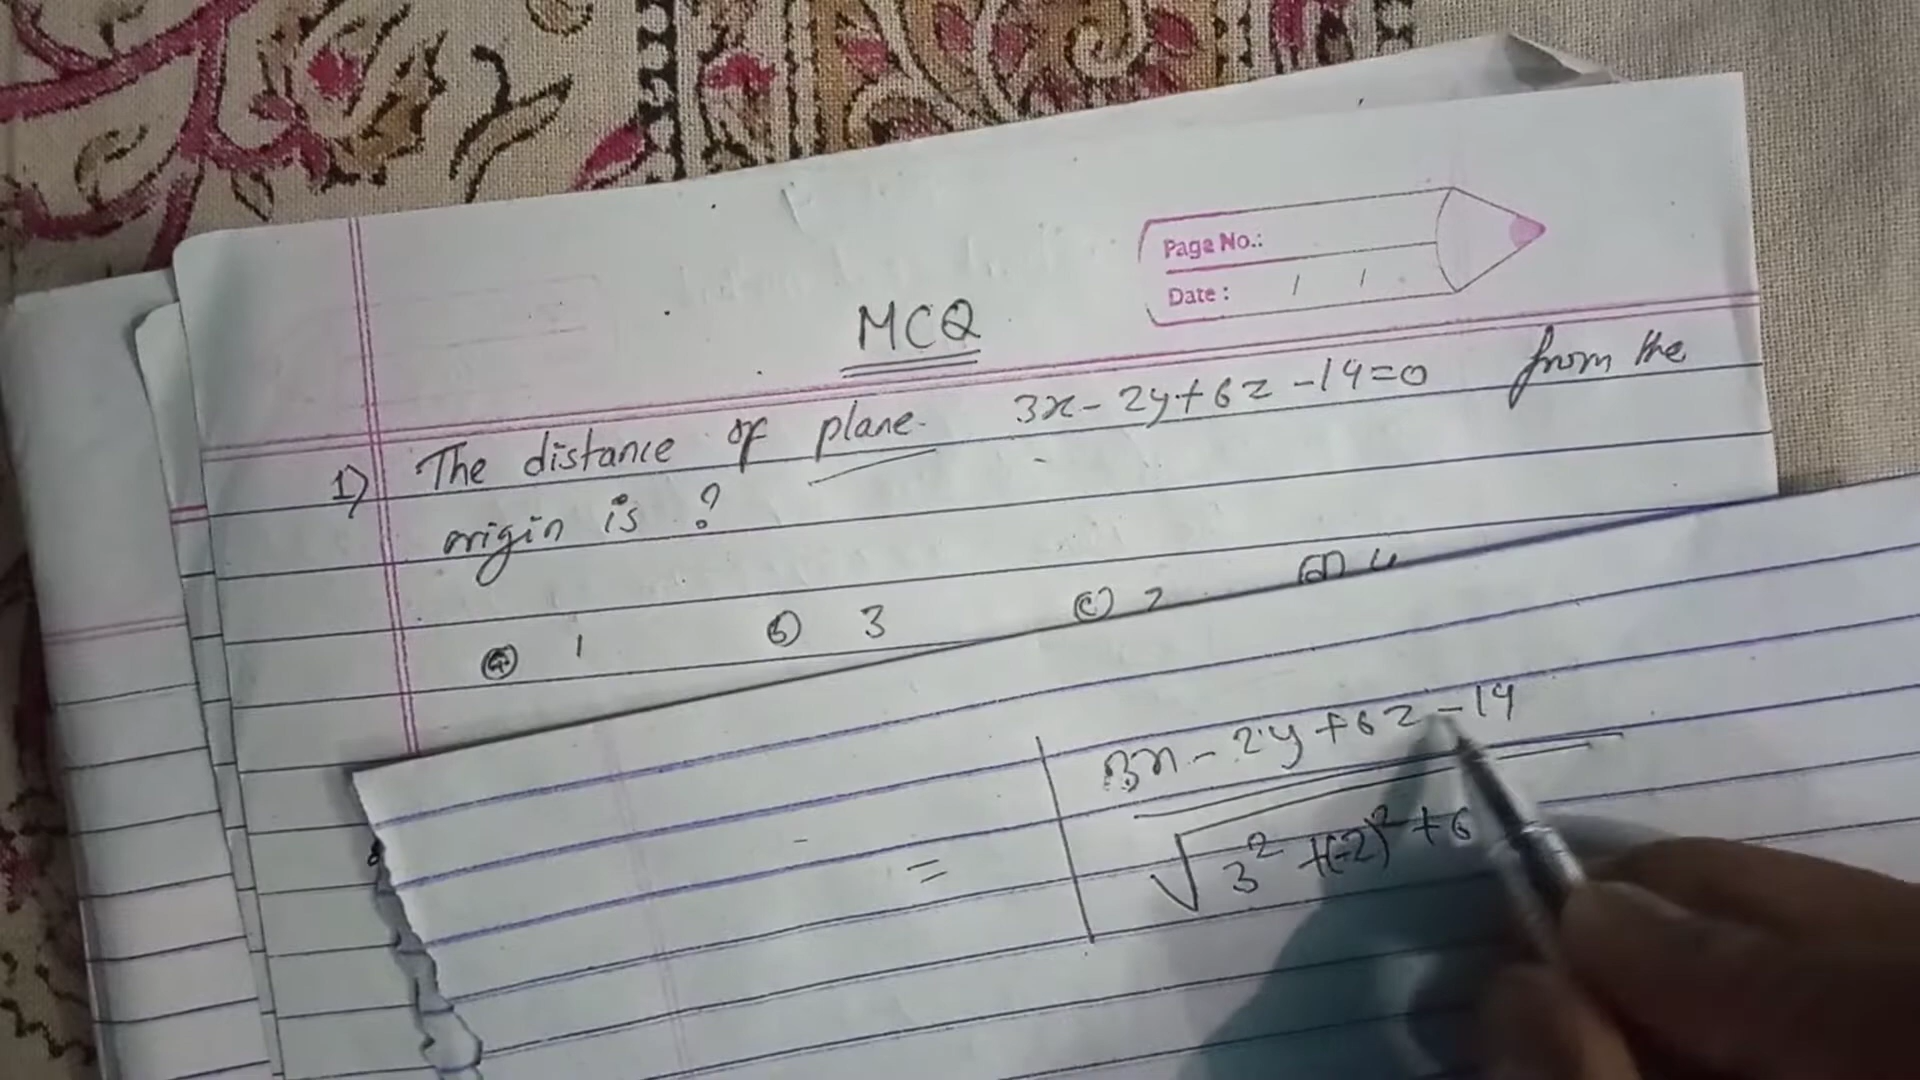 Page No.:
Date : / /
MCQ
1) The distance of plane. 3x - 2y + 6z - 14 = 0 from the
origin is ?
(a) 1 (b) 3 (c) 2 (d) 4
3x - 2y + 6z - 14
= √3² + (-2)² + 6